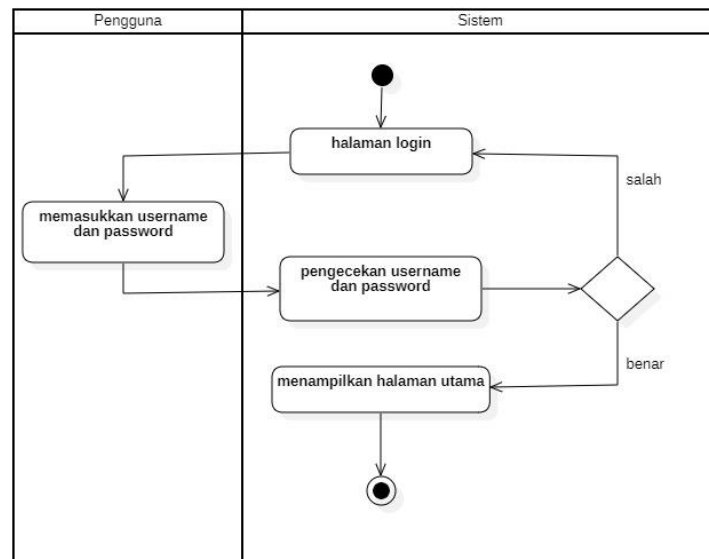 Pengguna
Sistem
halaman login
salah
memasukkan username
dan password
pengecekan username
dan password
benar
menampilkan halaman utama